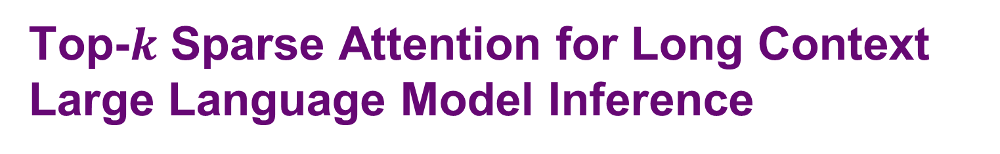 Top-k Sparse Attention for Long Context
Large Language Model Inference